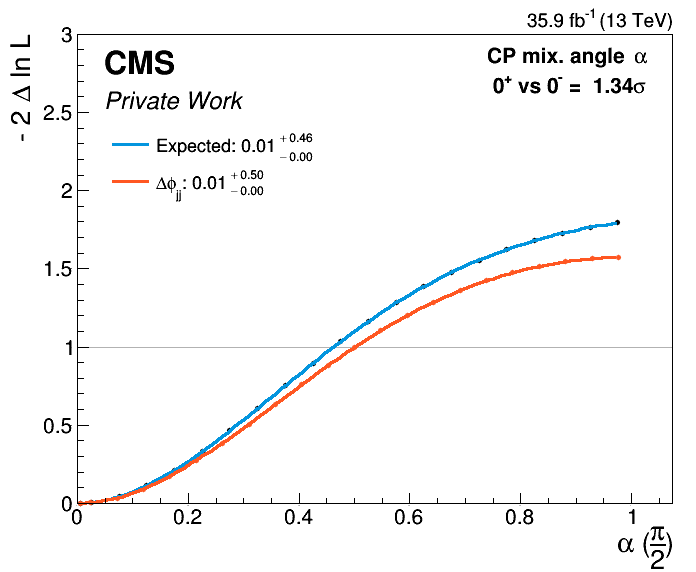 35.9 fb⁻¹ (13 TeV)
- 2 Δ ln L
3
2.5
2
1.5
1
0.5
0
CMS
Private Work
CP mix. angle α
0⁺ vs 0⁻ = 1.34σ
Expected: 0.01 +0.46 −0.00
Δϕjj: 0.01 +0.50 −0.00
0 0.2 0.4 0.6 0.8 1
α (π/2)